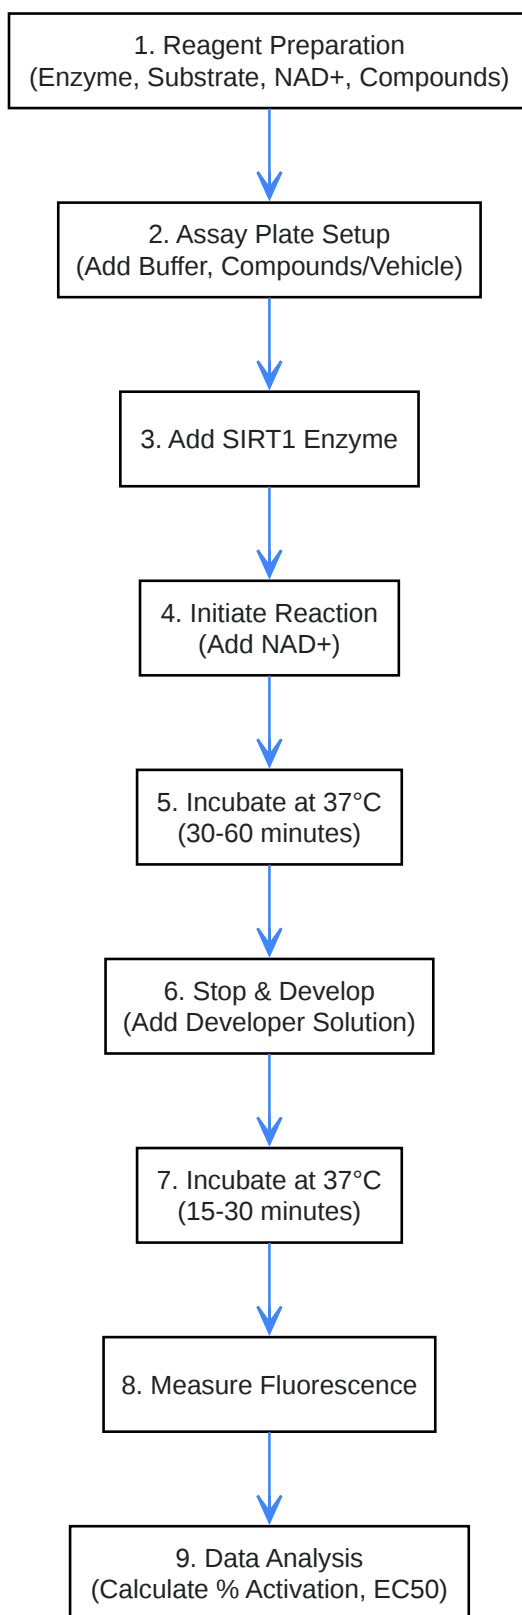 1. Reagent Preparation
(Enzyme, Substrate, NAD+, Compounds)
2. Assay Plate Setup
(Add Buffer, Compounds/Vehicle)
3. Add SIRT1 Enzyme
4. Initiate Reaction
(Add NAD+)
5. Incubate at 37°C
(30-60 minutes)
6. Stop & Develop
(Add Developer Solution)
7. Incubate at 37°C
(15-30 minutes)
8. Measure Fluorescence
9. Data Analysis
(Calculate % Activation, EC50)